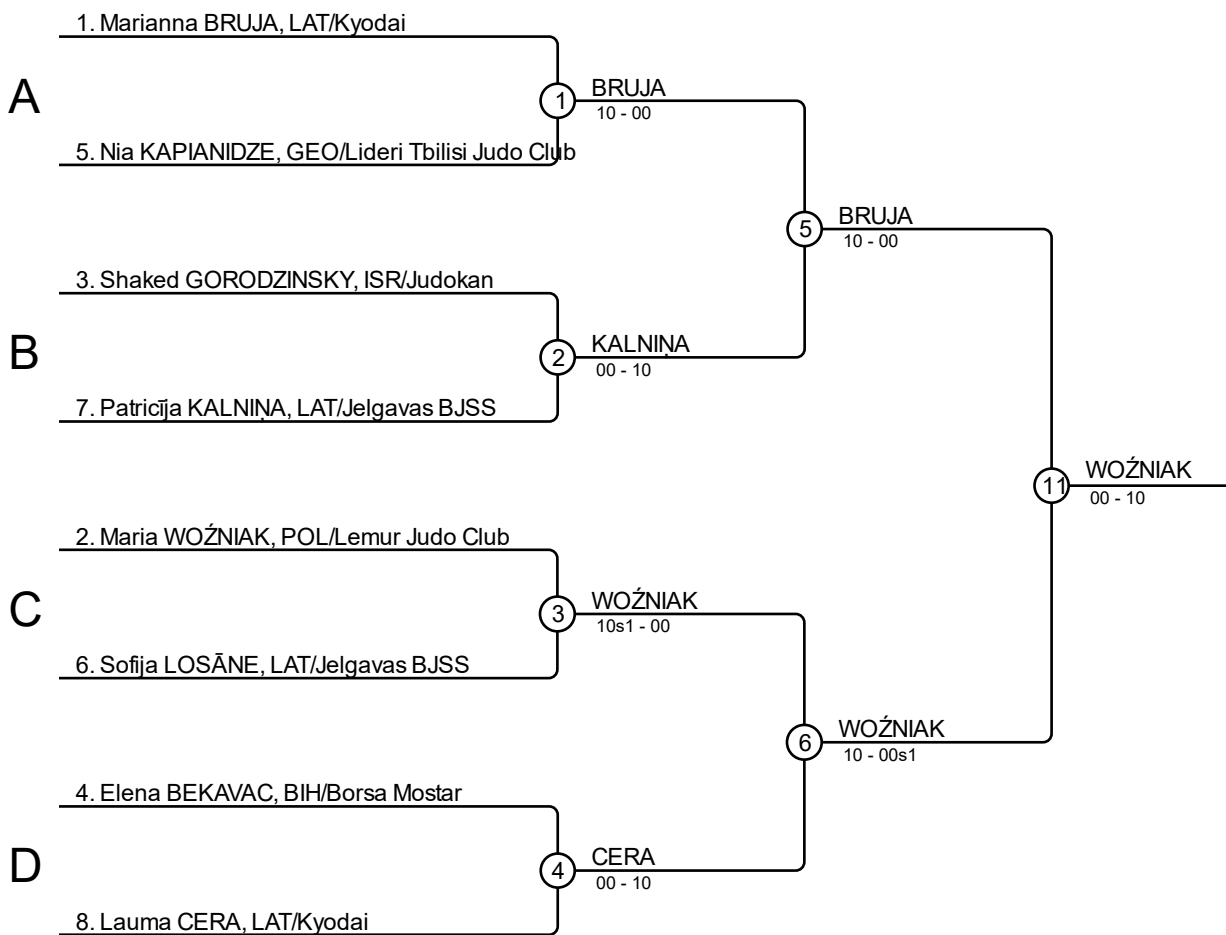 1. Marianna BRUJA, LAT/Kyodai
A
1
BRUJA
10 - 00
5. Nia KAPIANIDZE, GEO/Lideri Tbilisi Judo Club
5
BRUJA
10 - 00
3. Shaked GORODZINSKY, ISR/Judokan
B
2
KALNIŅA
00 - 10
7. Patricīja KALNIŅA, LAT/Jelgavas BJSS
11
WOŹNIAK
00 - 10
2. Maria WOŹNIAK, POL/Lemur Judo Club
C
3
WOŹNIAK
10s1 - 00
6. Sofija LOSĀNE, LAT/Jelgavas BJSS
6
WOŹNIAK
10 - 00s1
4. Elena BEKAVAC, BIH/Borsa Mostar
D
4
CERA
00 - 10
8. Lauma CERA, LAT/Kyodai